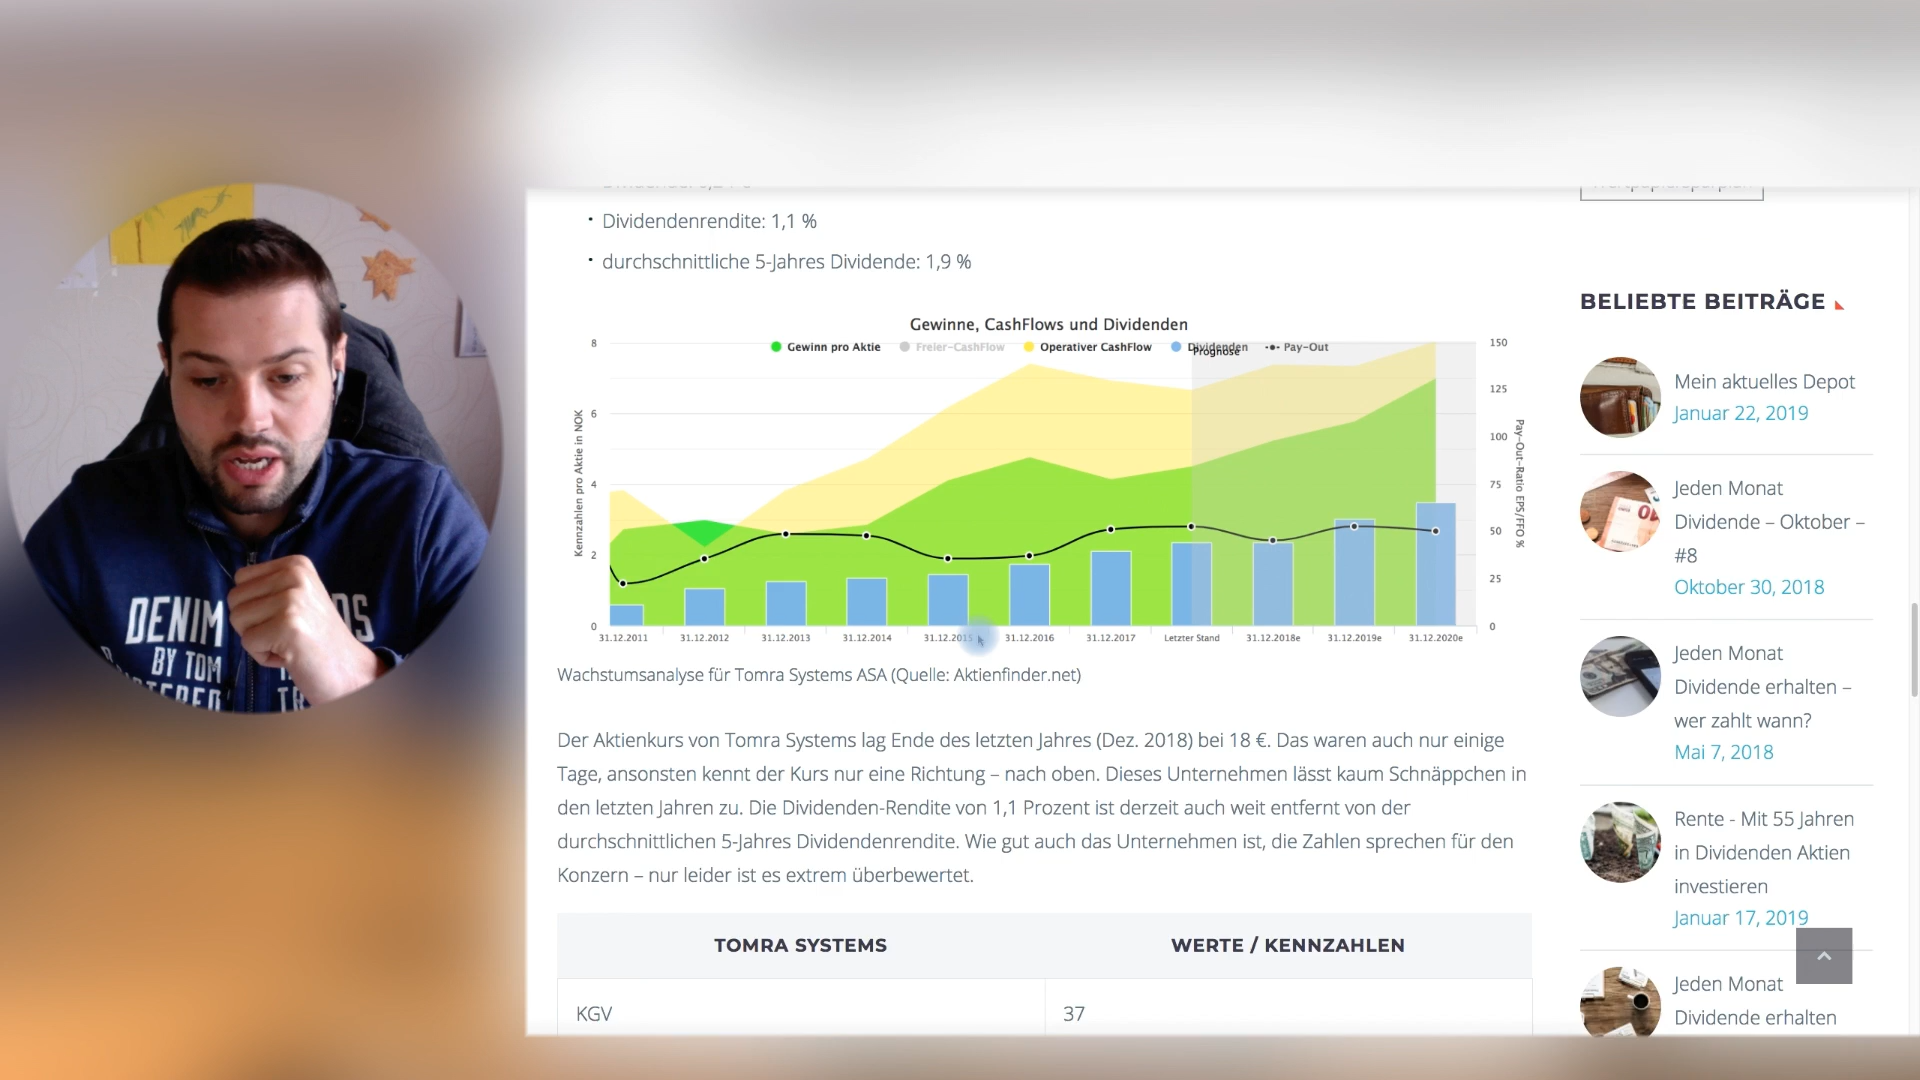 Dividendenrendite: 1,1 %
durchschnittliche 5-Jahres Dividende: 1,9 %
Gewinne, CashFlows und Dividenden
Gewinn pro Aktie
Freier-CashFlow
Operativer CashFlow
Dividenden
Pay-Out
Prognose
Kennzahlen pro Aktie in NOK
8
6
4
2
0
150
125
100
75
50
25
0
Pay-Out-Ratio EPS/FFO %
31.12.2011
31.12.2012
31.12.2013
31.12.2014
31.12.2015
31.12.2016
31.12.2017
Letzter Stand
31.12.2018e
31.12.2019e
31.12.2020e
Wachstumsanalyse für Tomra Systems ASA (Quelle: Aktienfinder.net)
Der Aktienkurs von Tomra Systems lag Ende des letzten Jahres (Dez. 2018) bei 18 €. Das waren auch nur einige
Tage, ansonsten kennt der Kurs nur eine Richtung – nach oben. Dieses Unternehmen lässt kaum Schnäppchen in
den letzten Jahren zu. Die Dividenden-Rendite von 1,1 Prozent ist derzeit auch weit entfernt von der
durchschnittlichen 5-Jahres Dividendenrendite. Wie gut auch das Unternehmen ist, die Zahlen sprechen für den
Konzern – nur leider ist es extrem überbewertet.
TOMRA SYSTEMS
WERTE / KENNZAHLEN
KGV
37
BELIEBTE BEITRÄGE
Mein aktuelles Depot
Januar 22, 2019
Jeden Monat
Dividende – Oktober –
#8
Oktober 30, 2018
Jeden Monat
Dividende erhalten –
wer zahlt wann?
Mai 7, 2018
Rente - Mit 55 Jahren
in Dividenden Aktien
investieren
Januar 17, 2019
Jeden Monat
Dividende erhalten
DENIM
BY TOM